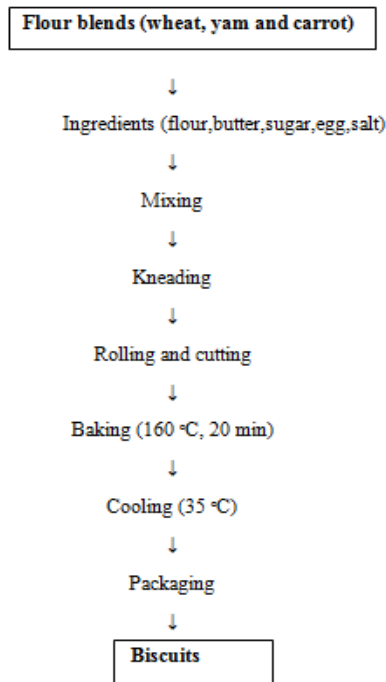 Flour blends (wheat, yam and carrot)
↓
Ingredients (flour,butter,sugar,egg,salt)
↓
Mixing
↓
Kneading
↓
Rolling and cutting
↓
Baking (160 °C, 20 min)
↓
Cooling (35 °C)
↓
Packaging
↓
Biscuits